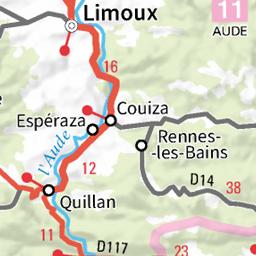 11
Limoux
AUDE
16
Couiza
Espéraza
l'Aude
Rennes-
-les-Bains
12
D14
38
Quillan
11
D117
23